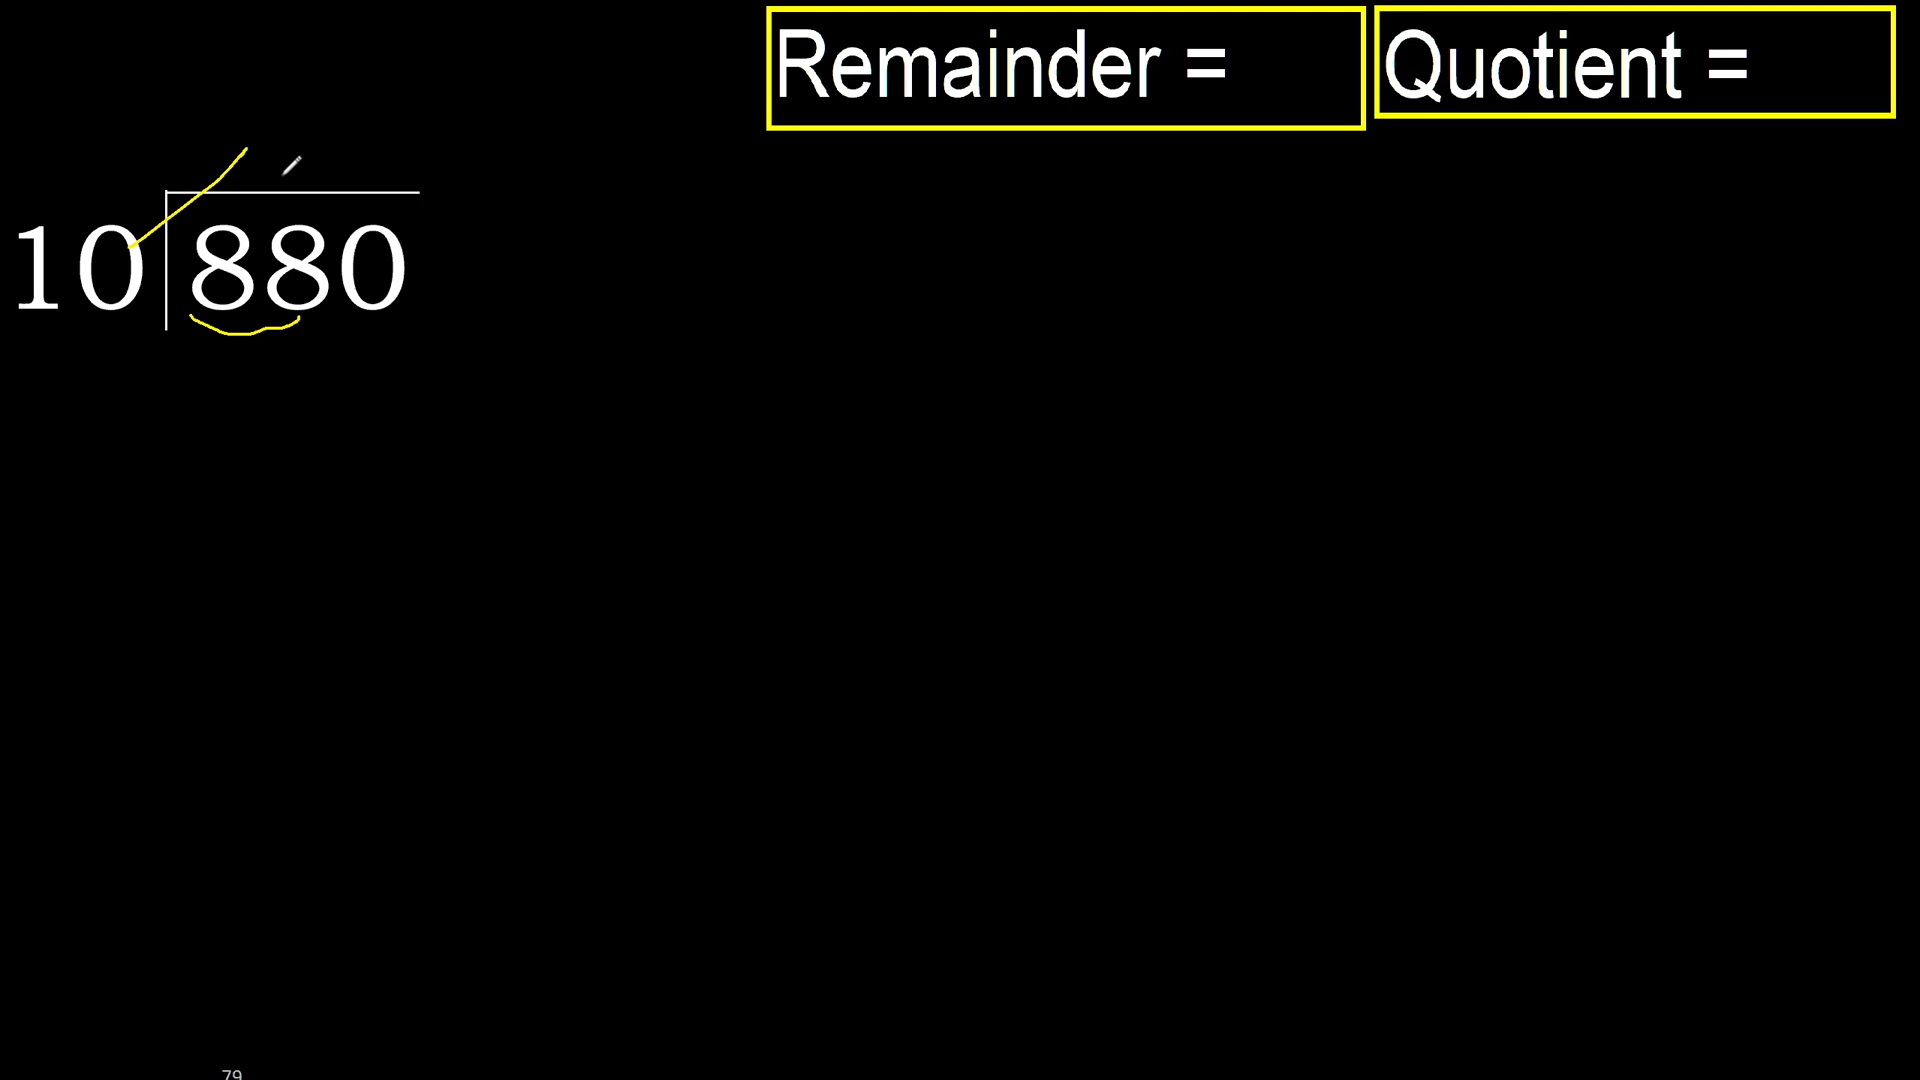 Remainder = Quotient =
10 880
79